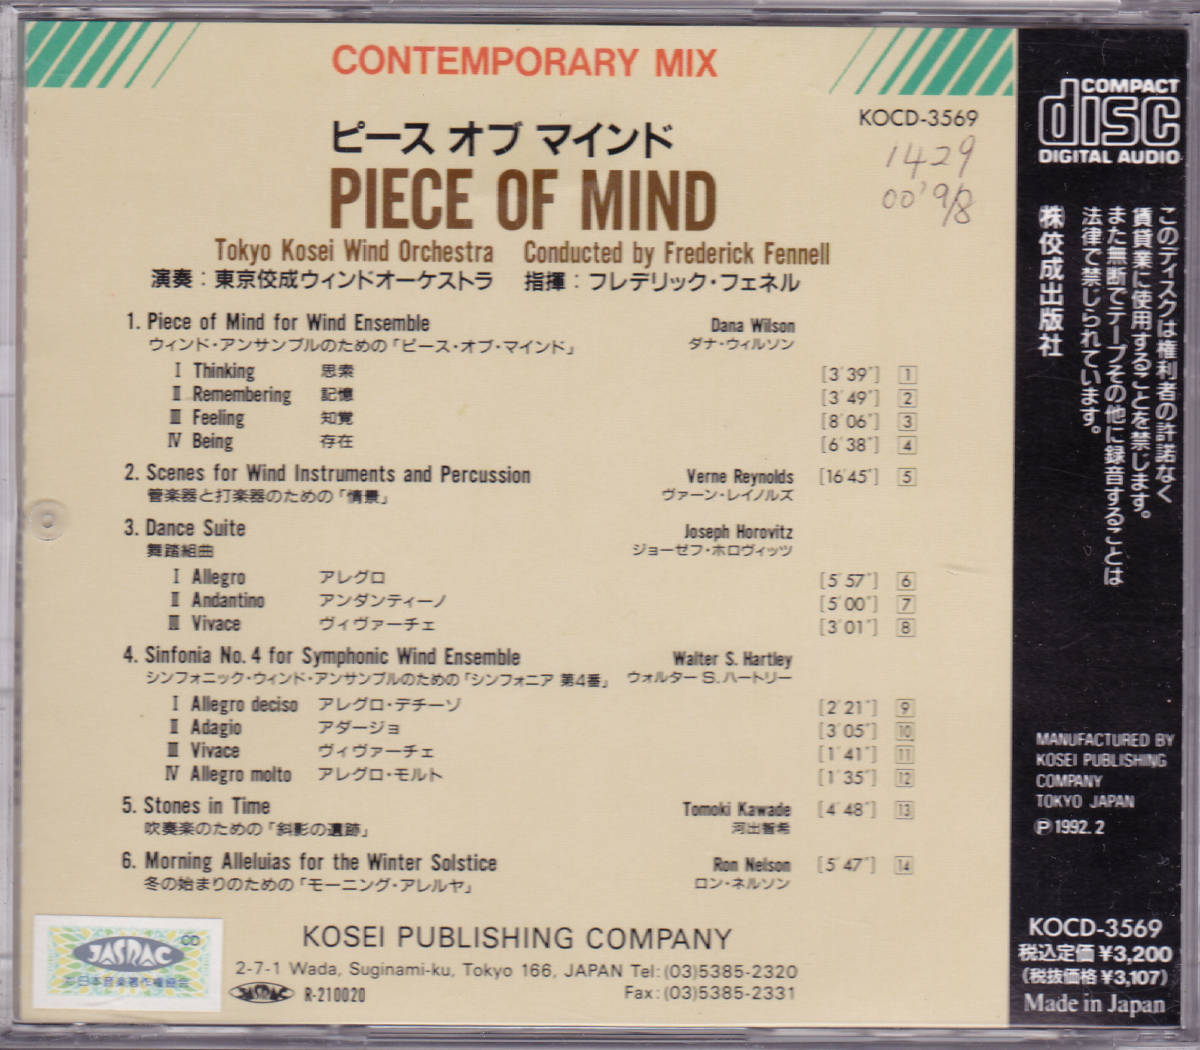 CONTEMPORARY MIX
KOCD-3569
1429
00' 9/8
ピース オブ マインド
PIECE OF MIND
Tokyo Kosei Wind Orchestra Conducted by Frederick Fennell
演奏：東京佼成ウィンドオーケストラ 指揮：フレデリック・フェネル
1. Piece of Mind for Wind Ensemble Dana Wilson
ウィンド・アンサンブルのための「ピース・オブ・マインド」 ダナ・ウィルソン
Ⅰ Thinking 思索 [3'39"] 1
Ⅱ Remembering 記憶 [3'49"] 2
Ⅲ Feeling 知覚 [8'06"] 3
Ⅳ Being 存在 [6'38"] 4
2. Scenes for Wind Instruments and Percussion Verne Reynolds [16'45"] 5
管楽器と打楽器のための「情景」 ヴァーン・レイノルズ
3. Dance Suite Joseph Horovitz
舞踏組曲 ジョーゼフ・ホロヴィッツ
Ⅰ Allegro アレグロ [5'57"] 6
Ⅱ Andantino アンダンティーノ [5'00"] 7
Ⅲ Vivace ヴィヴァーチェ [3'01"] 8
4. Sinfonia No. 4 for Symphonic Wind Ensemble Walter S. Hartley
シンフォニック・ウィンド・アンサンブルのための「シンフォニア 第4番」 ウォルター S. ハートリー
Ⅰ Allegro deciso アレグロ・デチーソ [2'21"] 9
Ⅱ Adagio アダージョ [3'05"] 10
Ⅲ Vivace ヴィヴァーチェ [1'41"] 11
Ⅳ Allegro molto アレグロ・モルト [1'35"] 12
5. Stones in Time Tomoki Kawade [4'48"] 13
吹奏楽のための「斜影の遺跡」 河出智希
6. Morning Alleluias for the Winter Solstice Ron Nelson [5'47"] 14
冬の始まりのための「モーニング・アレルヤ」 ロン・ネルソン
KOSEI PUBLISHING COMPANY
2-7-1 Wada, Suginami-ku, Tokyo 166, JAPAN Tel:(03)5385-2320
JASRAC R-210020 Fax:(03)5385-2331
CD
JASRAC
日本音楽著作権協会
COMPACT
disc
DIGITAL AUDIO
このディスクは権利者の許諾なく
賃貸業に使用することを禁じます。
また無断でテープその他に録音することは
法律で禁じられています。
㈱佼成出版社
MANUFACTURED BY
KOSEI PUBLISHING
COMPANY
TOKYO JAPAN
Ⓟ1992. 2
KOCD-3569
税込定価 ¥3,200
(税抜価格 ¥3,107)
Made in Japan